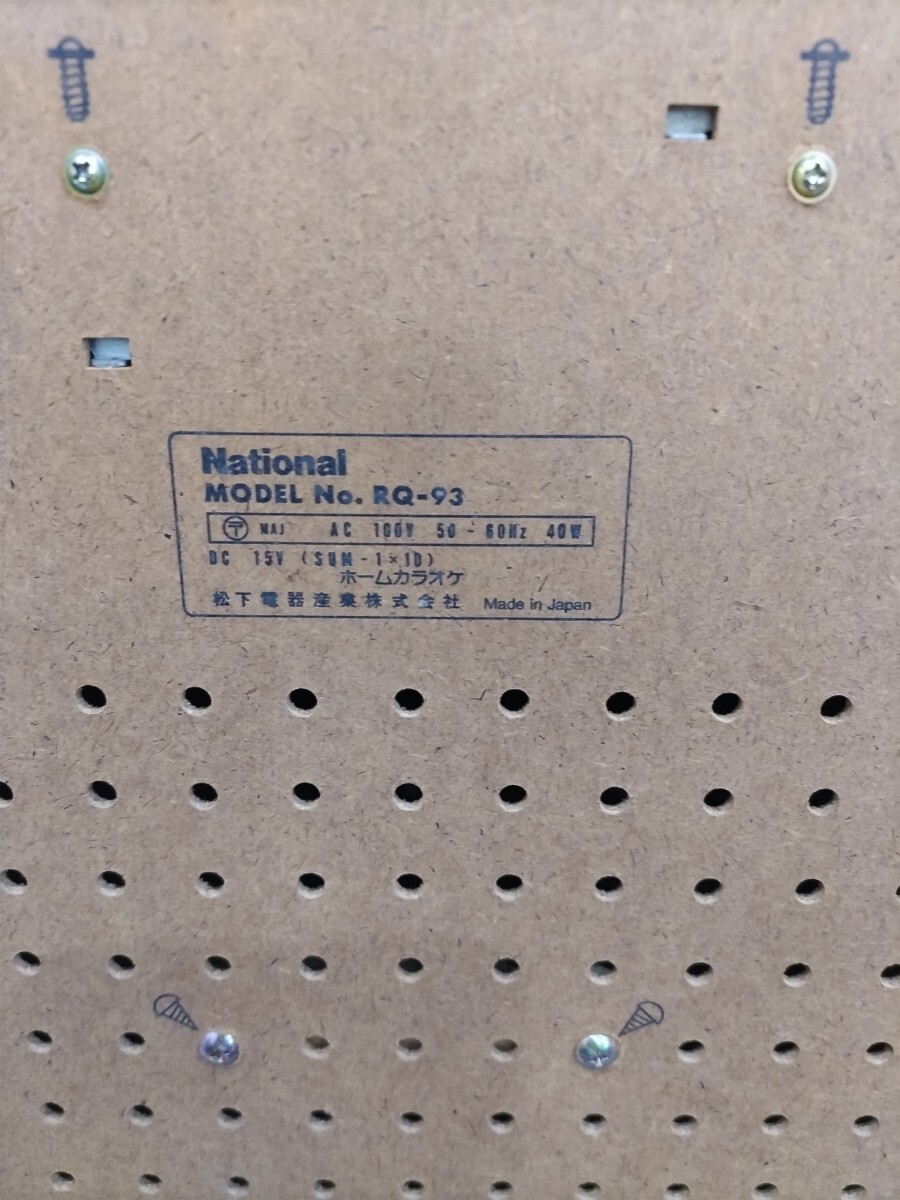 National
MODEL No. RQ-93
〒 MAJ AC 100V 50-60Hz 40W
DC 15V (SUM-1×10)
ホームカラオケ
松下電器産業株式会社 Made in Japan